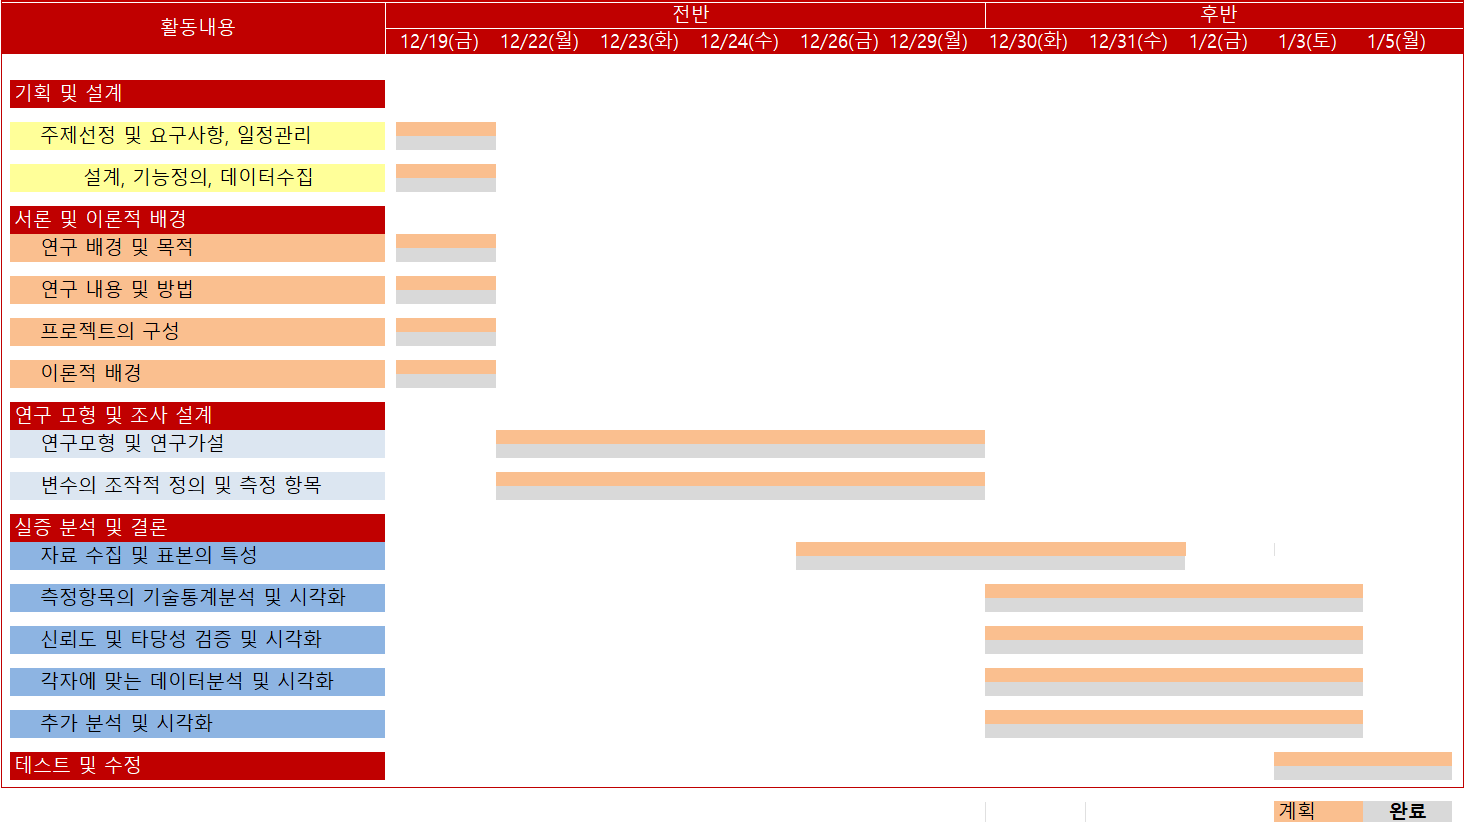 활동내용
전반
후반
12/19(금) 12/22(월) 12/23(화) 12/24(수) 12/26(금) 12/29(월) 12/30(화) 12/31(수) 1/2(금) 1/3(토) 1/5(월)
기획 및 설계
주제선정 및 요구사항, 일정관리
설계, 기능정의, 데이터수집
서론 및 이론적 배경
연구 배경 및 목적
연구 내용 및 방법
프로젝트의 구성
이론적 배경
연구 모형 및 조사 설계
연구모형 및 연구가설
변수의 조작적 정의 및 측정 항목
실증 분석 및 결론
자료 수집 및 표본의 특성
측정항목의 기술통계분석 및 시각화
신뢰도 및 타당성 검증 및 시각화
각자에 맞는 데이터분석 및 시각화
추가 분석 및 시각화
테스트 및 수정
계획 완료